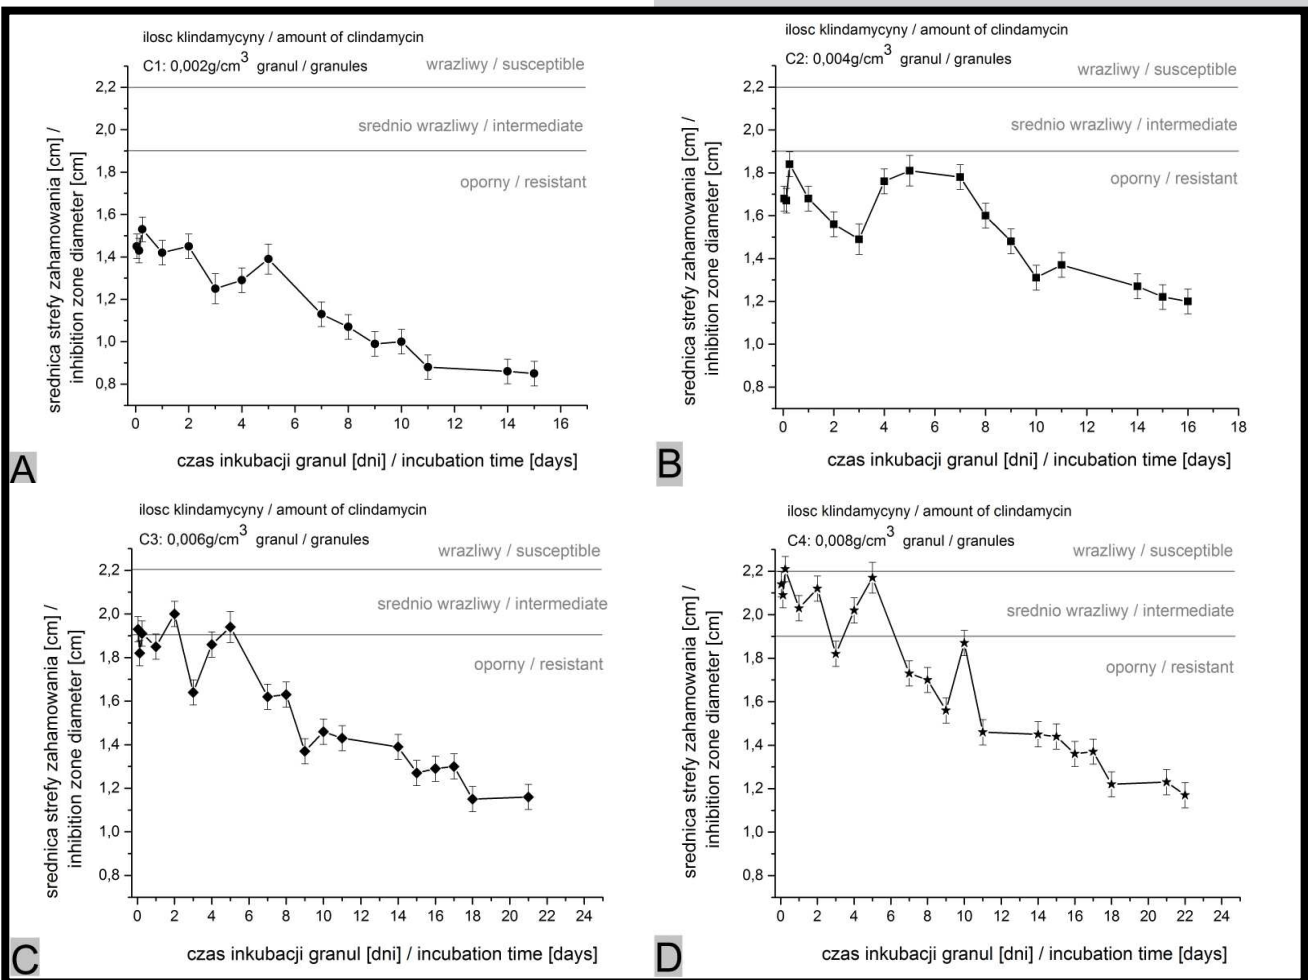 ilosc klindamycyny / amount of clindamycin
C1: 0,002g/cm³ granul / granules
wrazliwy / susceptible
srednio wrazliwy / intermediate
oporny / resistant
srednica strefy zahamowania [cm] /
inhibition zone diameter [cm]
2,2
2,0
1,8
1,6
1,4
1,2
1,0
0,8
0 2 4 6 8 10 12 14 16
czas inkubacji granul [dni] / incubation time [days]
A
ilosc klindamycyny / amount of clindamycin
C2: 0,004g/cm³ granul / granules
wrazliwy / susceptible
srednio wrazliwy / intermediate
oporny / resistant
srednica strefy zahamowania [cm] /
inhibition zone diameter [cm]
2,2
2,0
1,8
1,6
1,4
1,2
1,0
0,8
0 2 4 6 8 10 12 14 16 18
czas inkubacji granul [dni] / incubation time [days]
B
ilosc klindamycyny / amount of clindamycin
C3: 0,006g/cm³ granul / granules
wrazliwy / susceptible
srednio wrazliwy / intermediate
oporny / resistant
srednica strefy zahamowania [cm] /
inhibition zone diameter [cm]
2,2
2,0
1,8
1,6
1,4
1,2
1,0
0,8
0 2 4 6 8 10 12 14 16 18 20 22 24
czas inkubacji granul [dni] / incubation time [days]
C
ilosc klindamycyny / amount of clindamycin
C4: 0,008g/cm³ granul / granules
wrazliwy / susceptible
srednio wrazliwy / intermediate
oporny / resistant
srednica strefy zahamowania [cm] /
inhibition zone diameter [cm]
2,2
2,0
1,8
1,6
1,4
1,2
1,0
0,8
0 2 4 6 8 10 12 14 16 18 20 22 24
czas inkubacji granul [dni] / incubation time [days]
D